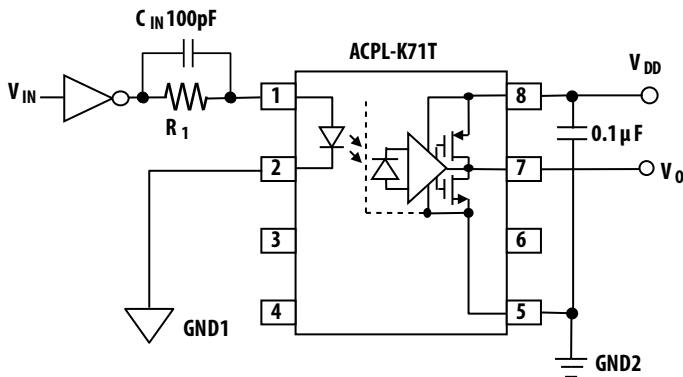 C IN 100pF
ACPL-K71T
V DD
V IN
R 1
1
8
0.1 µF
2
7
V O
3
6
4
GND1
5
GND2